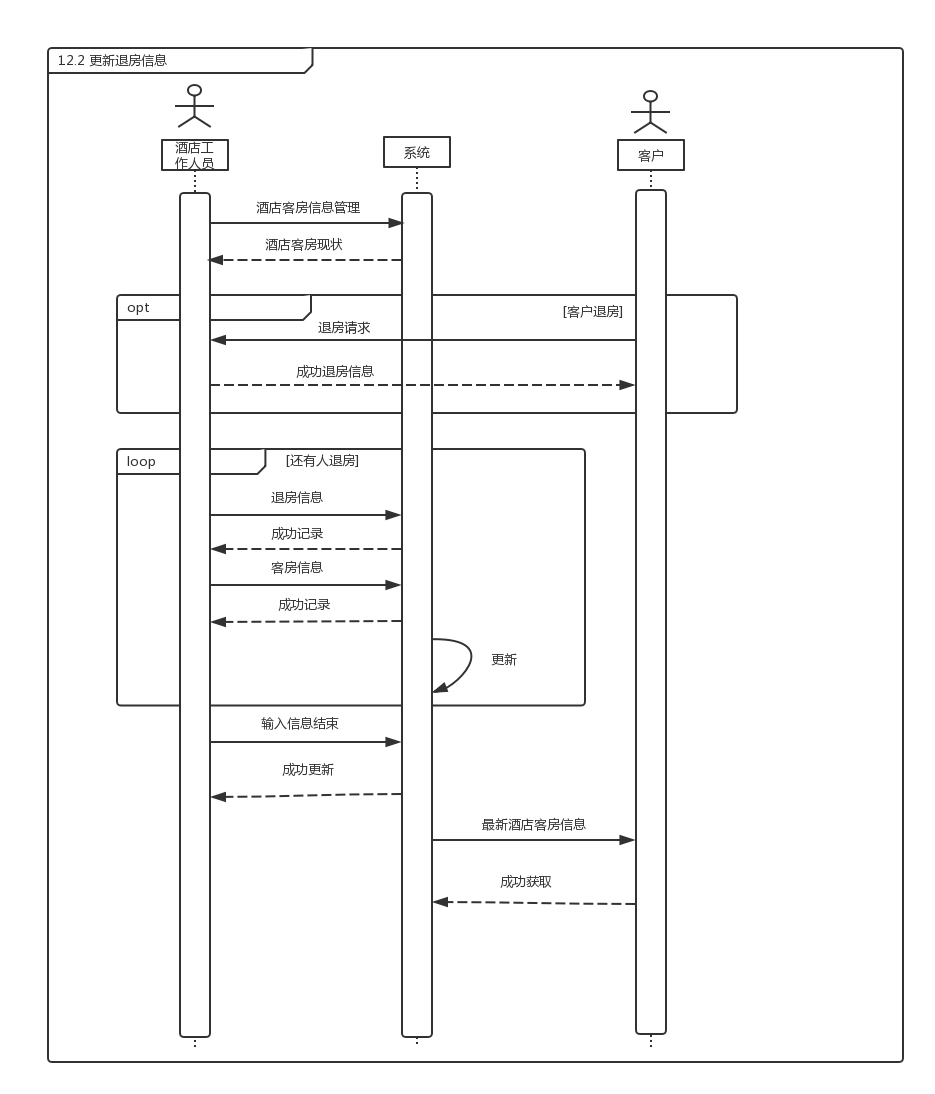 12.2 更新退房信息
酒店工
作人员
系统
客户
酒店客房信息管理
酒店客房现状
opt
[客户退房]
退房请求
成功退房信息
loop
[还有人退房]
退房信息
成功记录
客房信息
成功记录
更新
输入信息结束
成功更新
最新酒店客房信息
成功获取